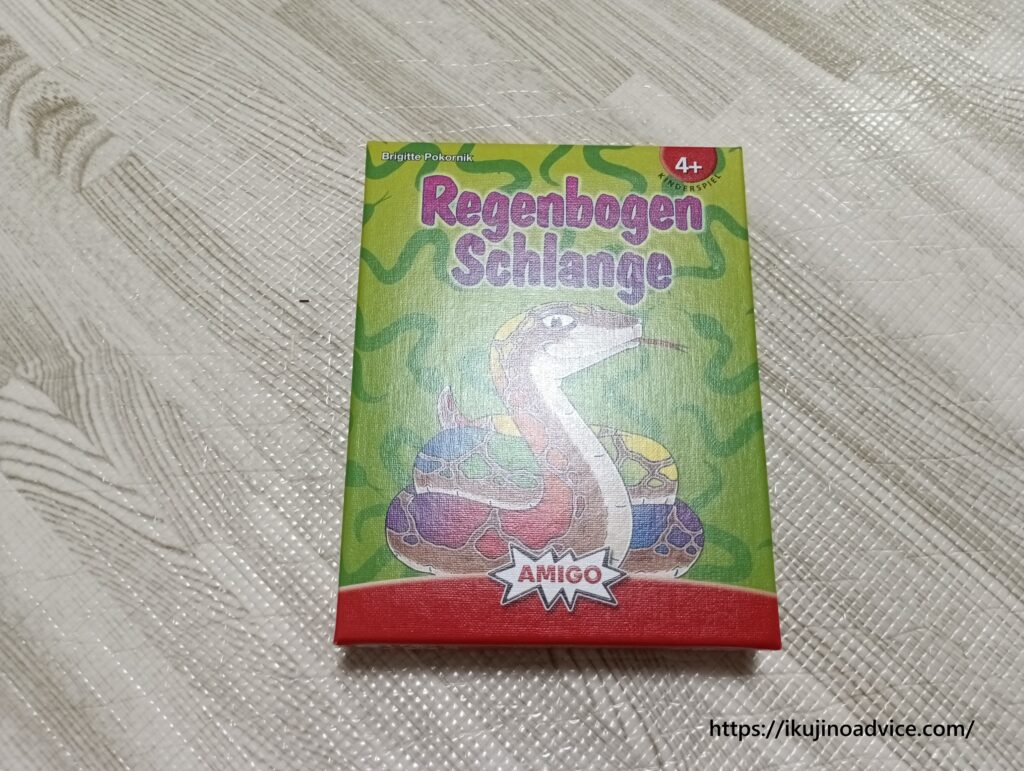 Brigitte Pokornik
4+
KINDERSPIEL
Regenbogen
Schlange
AMIGO
https://ikujinoadvice.com/